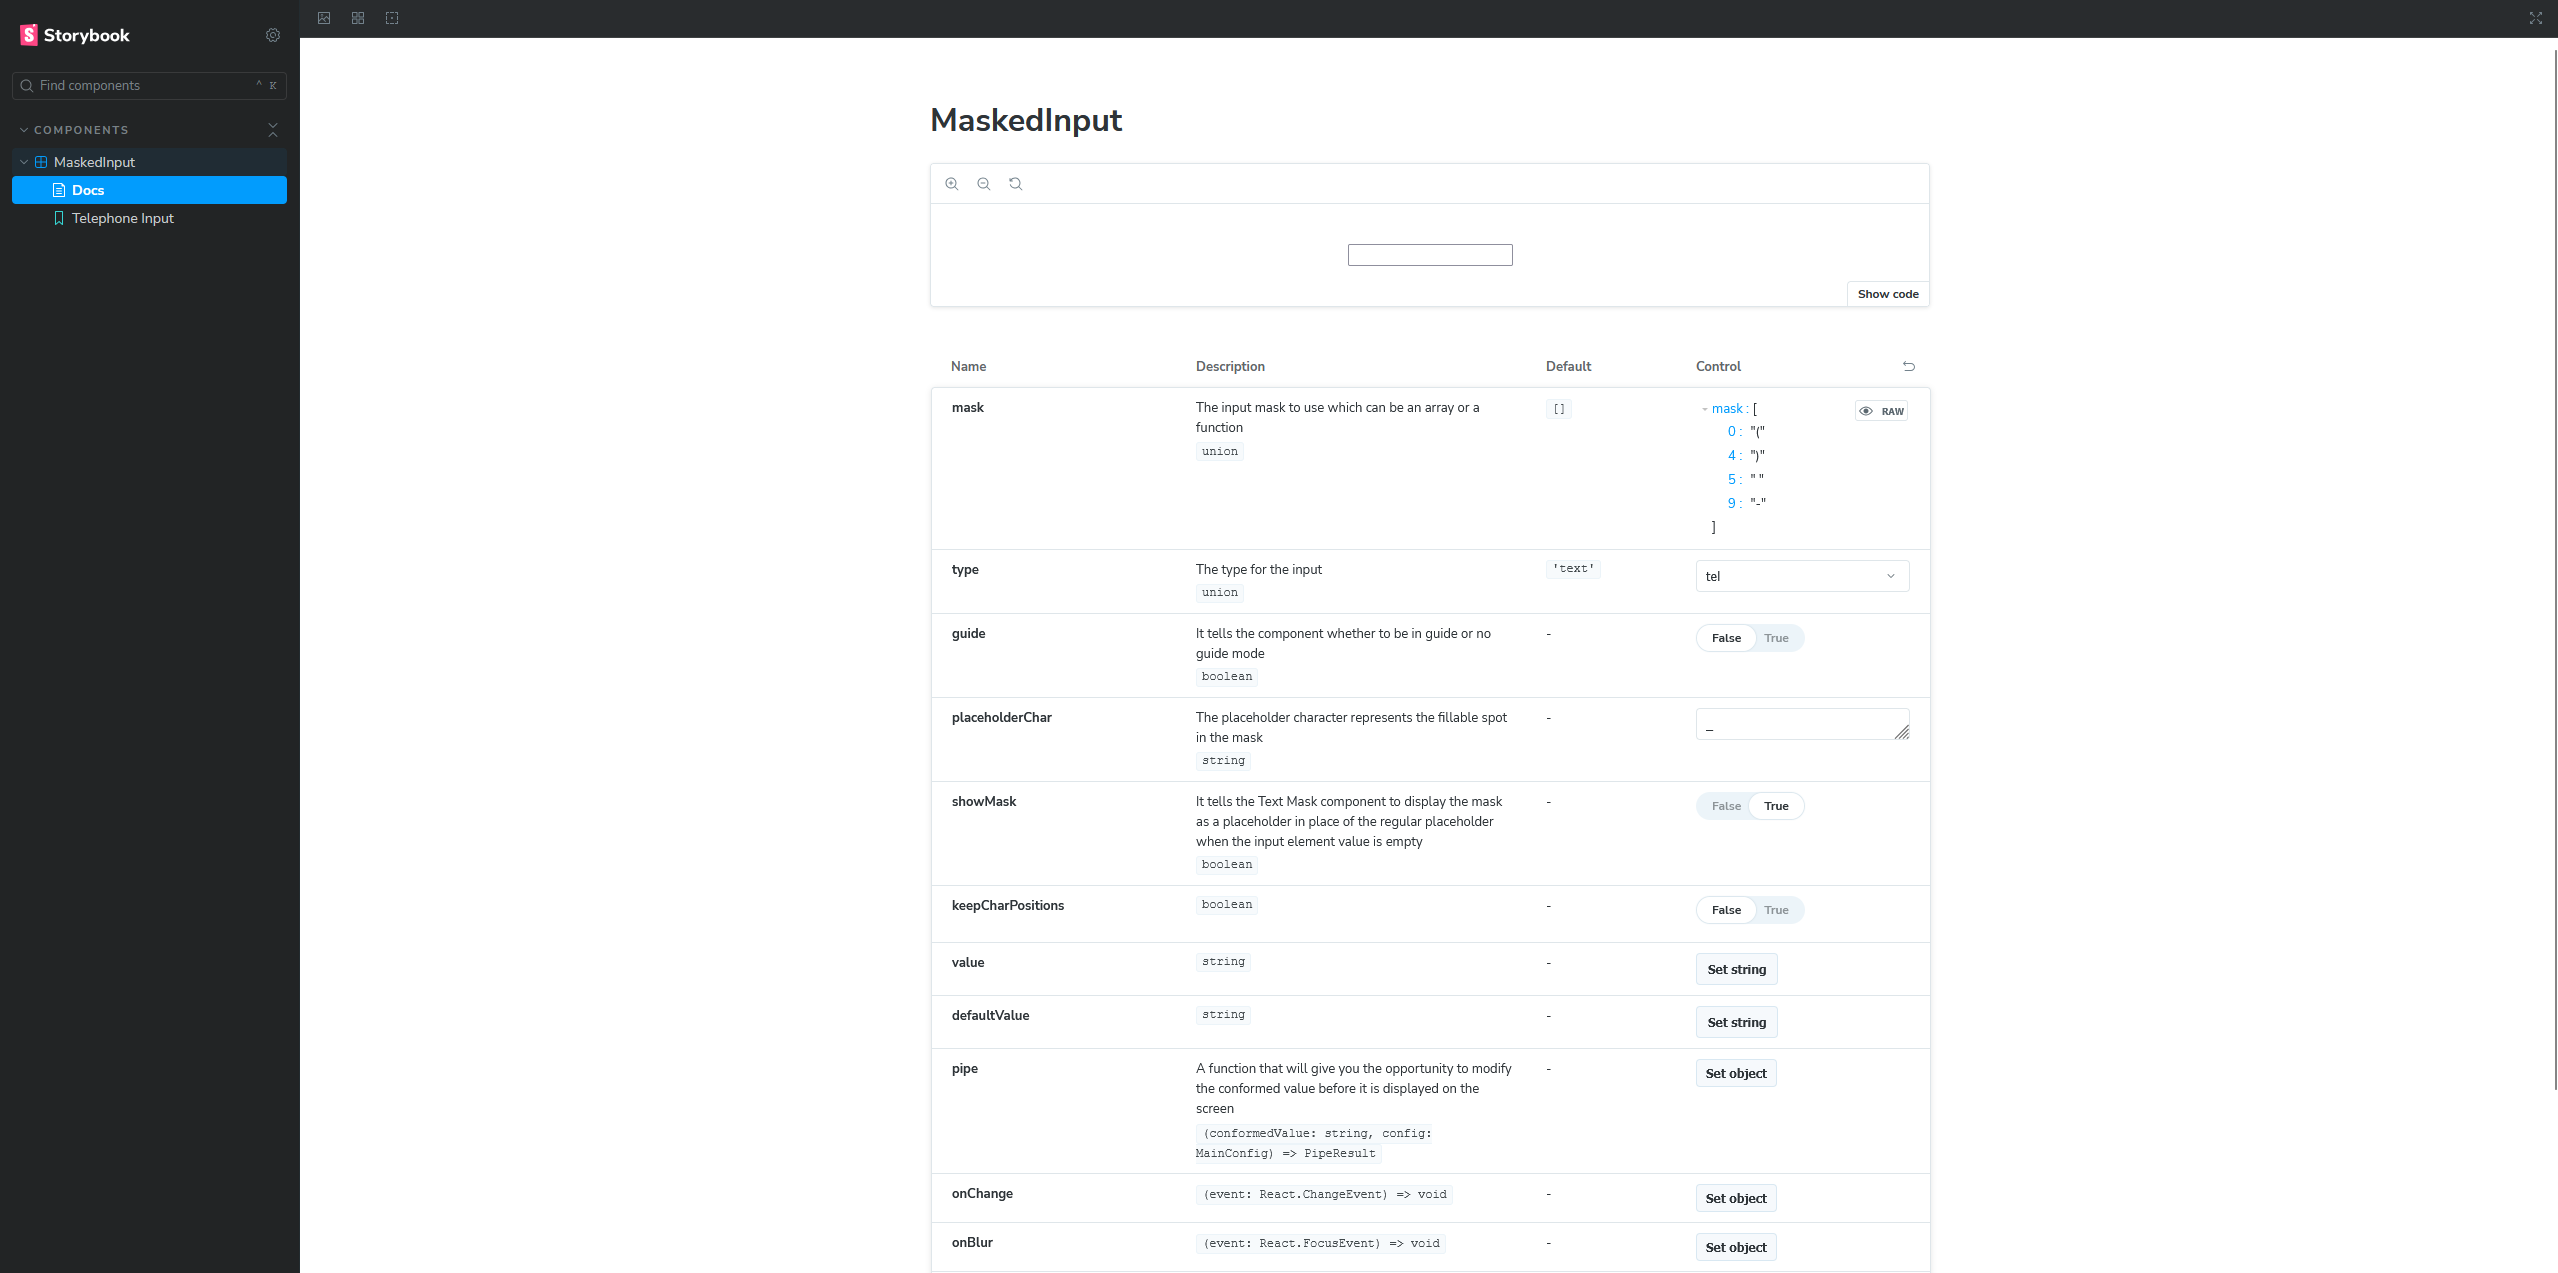 Storybook
Find components
^ K
COMPONENTS
MaskedInput
Docs
Telephone Input
MaskedInput
Show code
Name Description Default Control
mask The input mask to use which can be an array or a function
union
[]
mask : [
0 : "("
4 : ")"
5 : " "
9 : "-"
]
RAW
type The type for the input
union
'text'
tel
guide It tells the component whether to be in guide or no
guide mode
boolean
-
False True
placeholderChar The placeholder character represents the fillable spot
in the mask
string
-
_
showMask It tells the Text Mask component to display the mask
as a placeholder in place of the regular placeholder
when the input element value is empty
boolean
-
False True
keepCharPositions boolean - False True
value string - Set string
defaultValue string - Set string
pipe A function that will give you the opportunity to modify
the conformed value before it is displayed on the
screen
(conformedValue: string, config:
MainConfig) => PipeResult
-
Set object
onChange (event: React.ChangeEvent) => void - Set object
onBlur (event: React.FocusEvent) => void - Set object